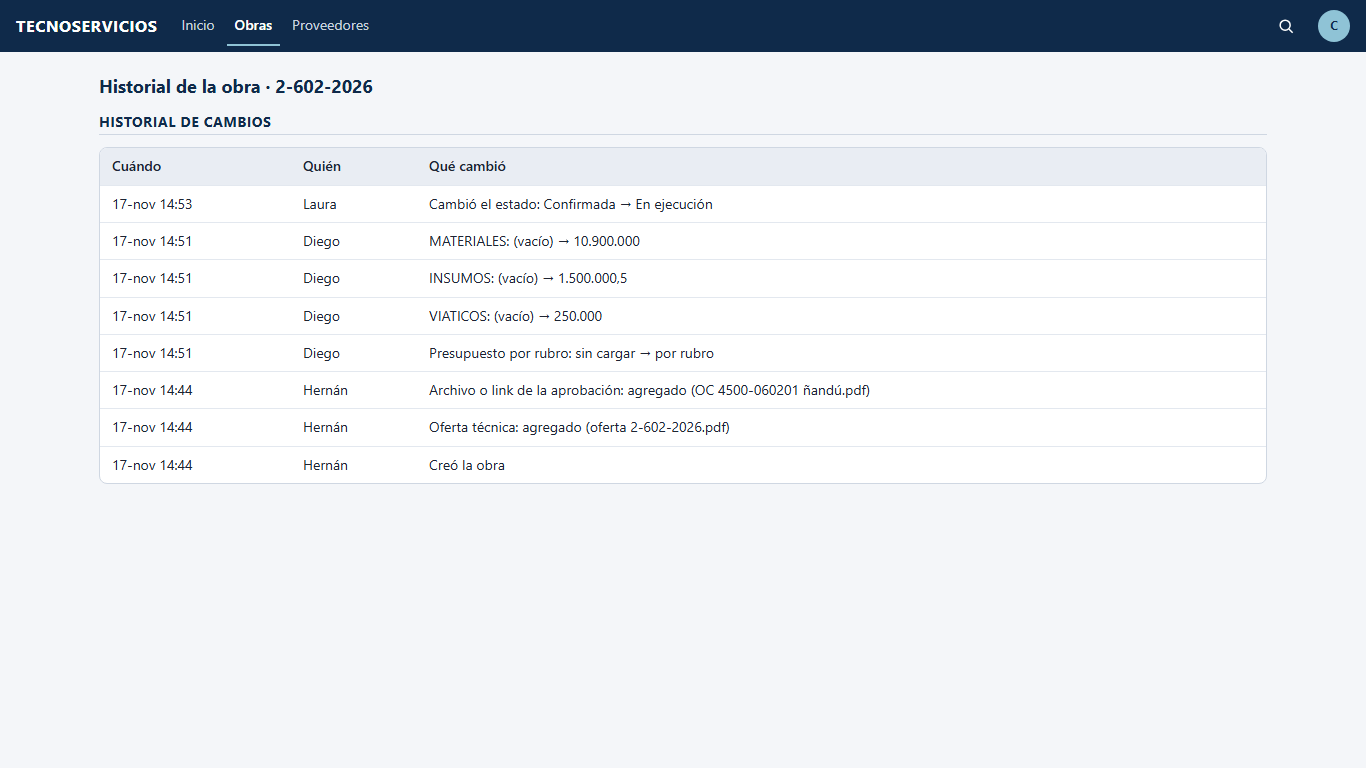 TECNOSERVICIOS Inicio Obras Proveedores C
Historial de la obra · 2-602-2026
HISTORIAL DE CAMBIOS
Cuándo Quién Qué cambió
17-nov 14:53 Laura Cambió el estado: Confirmada → En ejecución
17-nov 14:51 Diego MATERIALES: (vacío) → 10.900.000
17-nov 14:51 Diego INSUMOS: (vacío) → 1.500.000,5
17-nov 14:51 Diego VIATICOS: (vacío) → 250.000
17-nov 14:51 Diego Presupuesto por rubro: sin cargar → por rubro
17-nov 14:44 Hernán Archivo o link de la aprobación: agregado (OC 4500-060201 ñandú.pdf)
17-nov 14:44 Hernán Oferta técnica: agregado (oferta 2-602-2026.pdf)
17-nov 14:44 Hernán Creó la obra